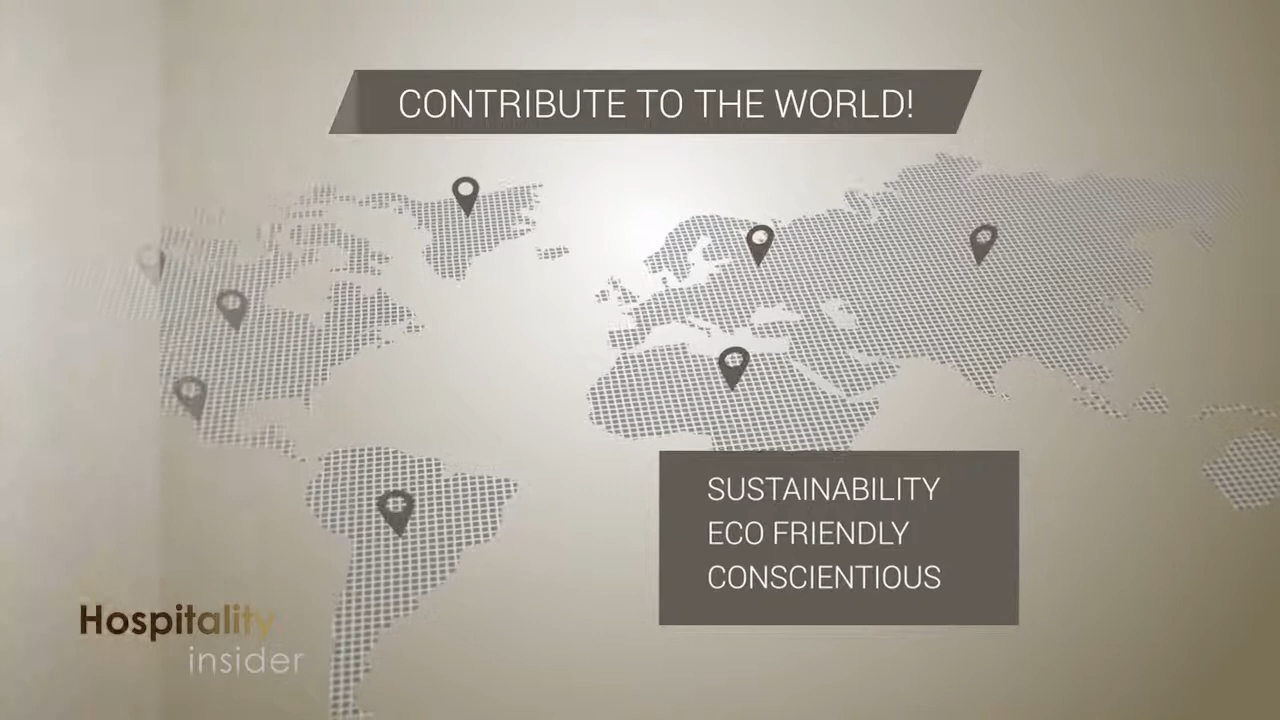 CONTRIBUTE TO THE WORLD!
SUSTAINABILITY
ECO FRIENDLY
CONSCIENTIOUS
Hospitality
insider